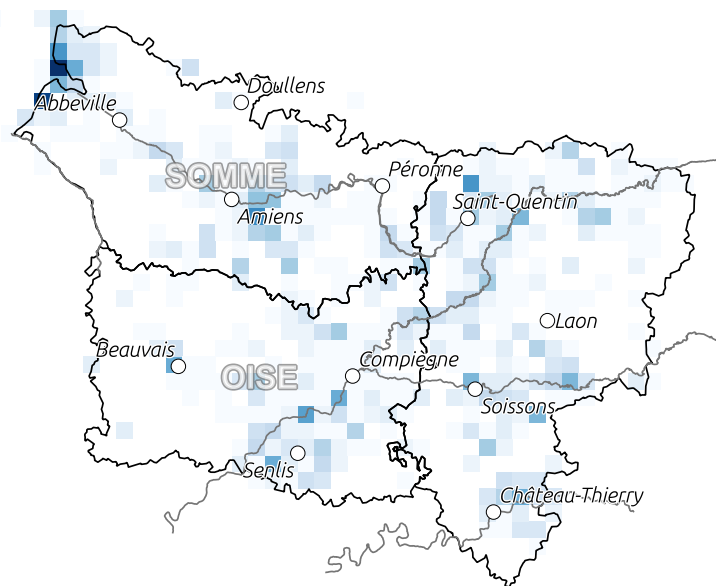 Doullens
Abbeville
SOMME
Péronne
Saint-Quentin
Amiens
Laon
Beauvais
Compiègne
OISE
Soissons
Senlis
Château-Thierry